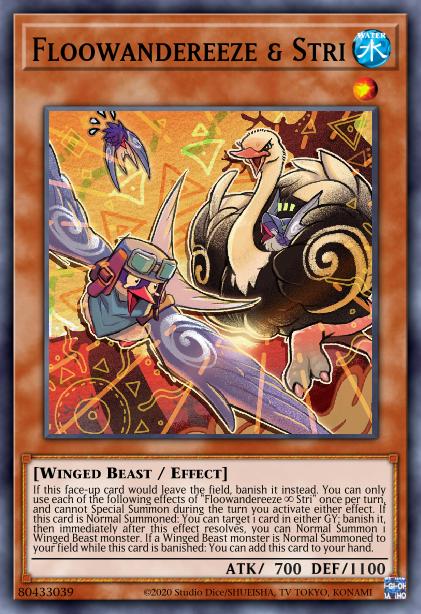 FLOOWANDEREEZE & STRI
WATER
水
[WINGED BEAST / EFFECT]
If this face-up card would leave the field, banish it instead. You can only
use each of the following effects of "Floowandereeze ∞ Stri" once per turn,
and cannot Special Summon during the turn you activate either effect. If
this card is Normal Summoned: You can target 1 card in either GY; banish it,
then immediately after this effect resolves, you can Normal Summon 1
Winged Beast monster. If a Winged Beast monster is Normal Summoned to
your field while this card is banished: You can add this card to your hand.
ATK/ 700 DEF/1100
80433039 ©2020 Studio Dice/SHUEISHA, TV TOKYO, KONAMI